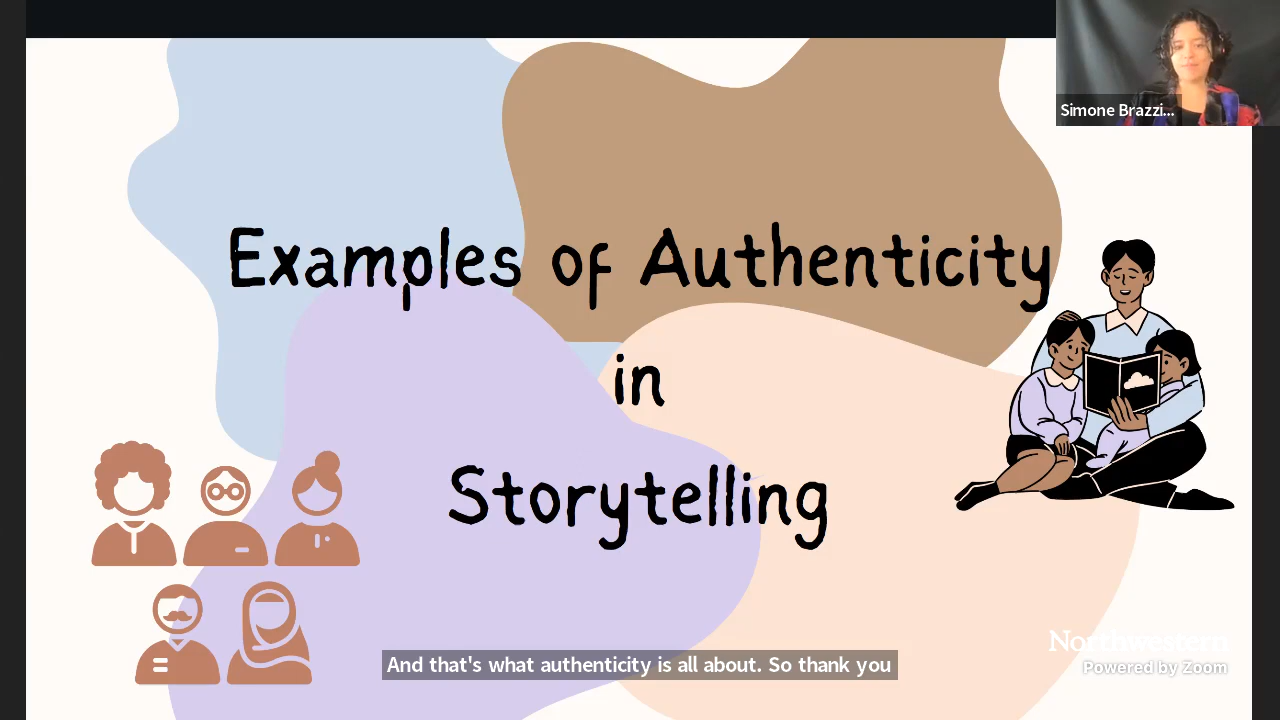 Simone Brazzi...
Examples of Authenticity
in
Storytelling
And that's what authenticity is all about. So thank you
Northwestern
Powered by Zoom